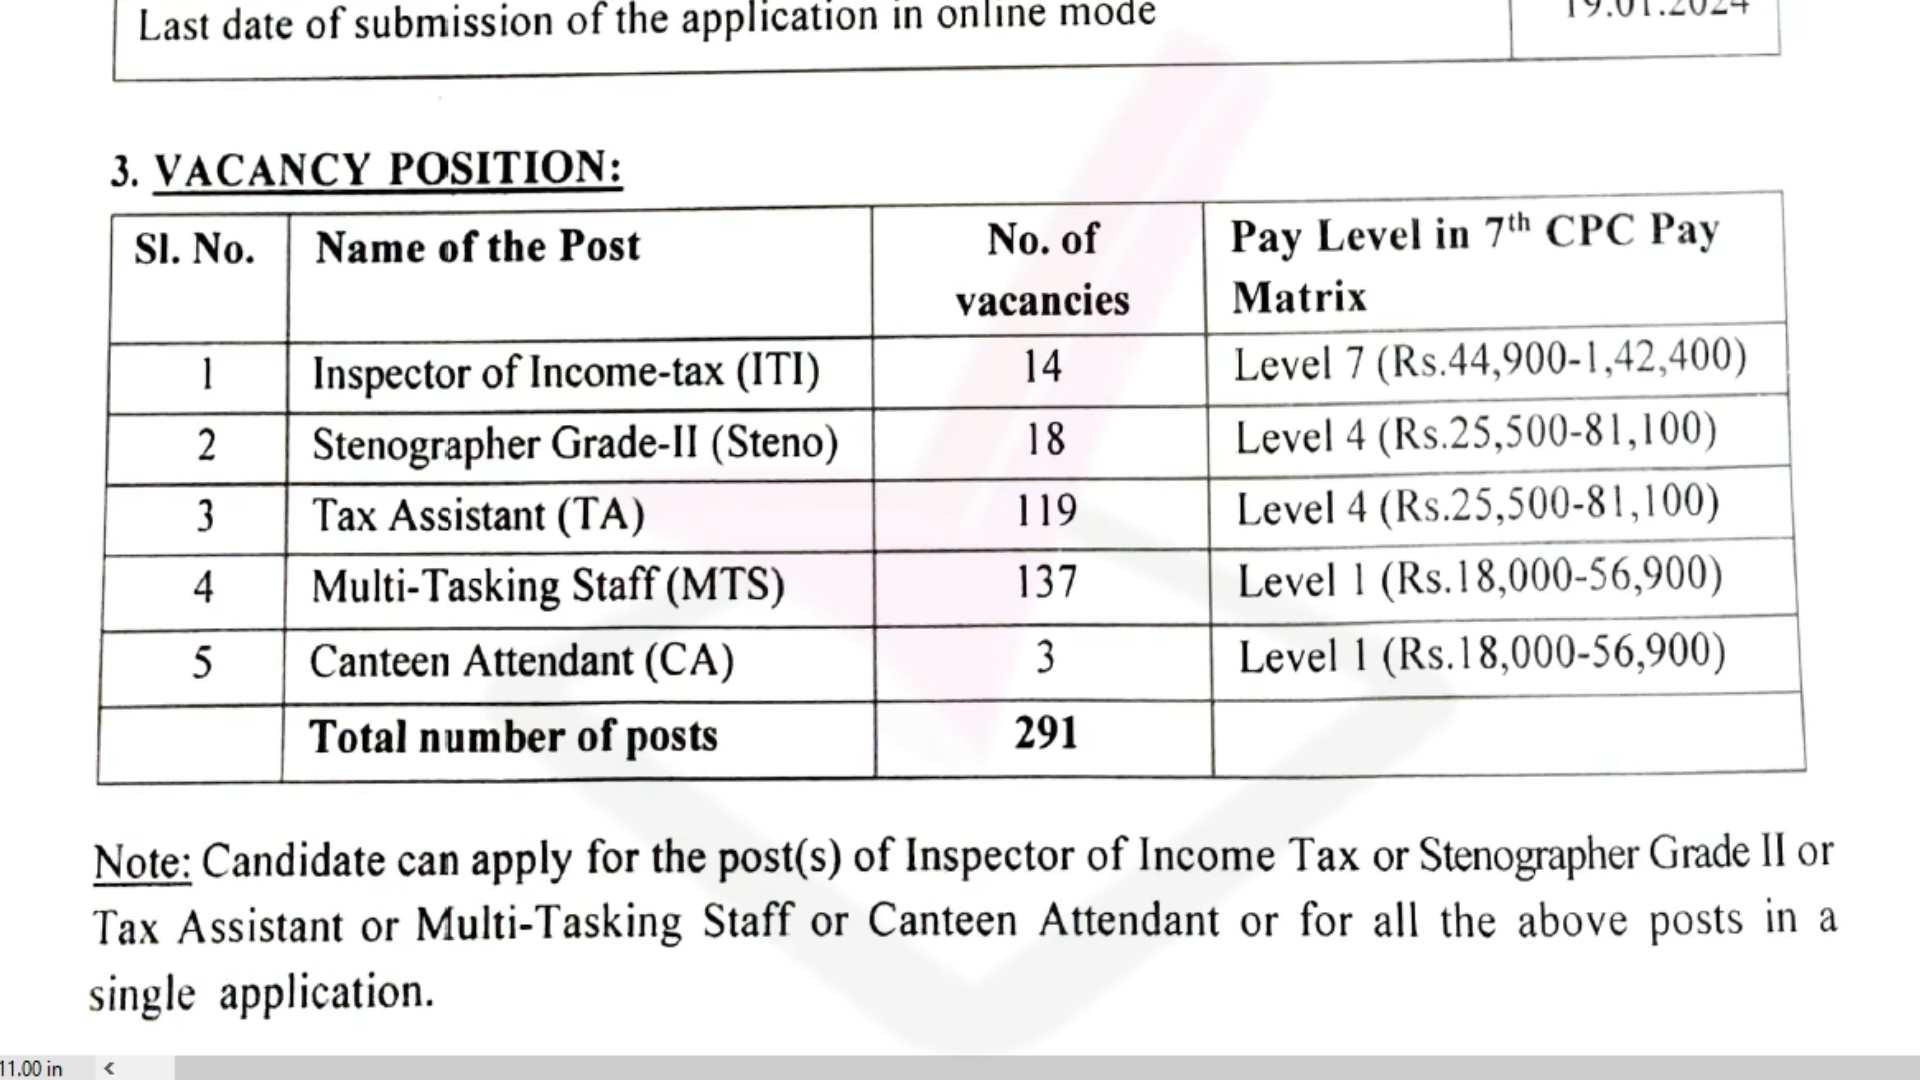 Last date of submission of the application in online mode 19.01.2024
3. VACANCY POSITION:
Sl. No. Name of the Post No. of vacancies Pay Level in 7th CPC Pay Matrix
1 Inspector of Income-tax (ITI) 14 Level 7 (Rs.44,900-1,42,400)
2 Stenographer Grade-II (Steno) 18 Level 4 (Rs.25,500-81,100)
3 Tax Assistant (TA) 119 Level 4 (Rs.25,500-81,100)
4 Multi-Tasking Staff (MTS) 137 Level 1 (Rs.18,000-56,900)
5 Canteen Attendant (CA) 3 Level 1 (Rs.18,000-56,900)
Total number of posts 291
Note: Candidate can apply for the post(s) of Inspector of Income Tax or Stenographer Grade II or
Tax Assistant or Multi-Tasking Staff or Canteen Attendant or for all the above posts in a
single application.
11.00 in <